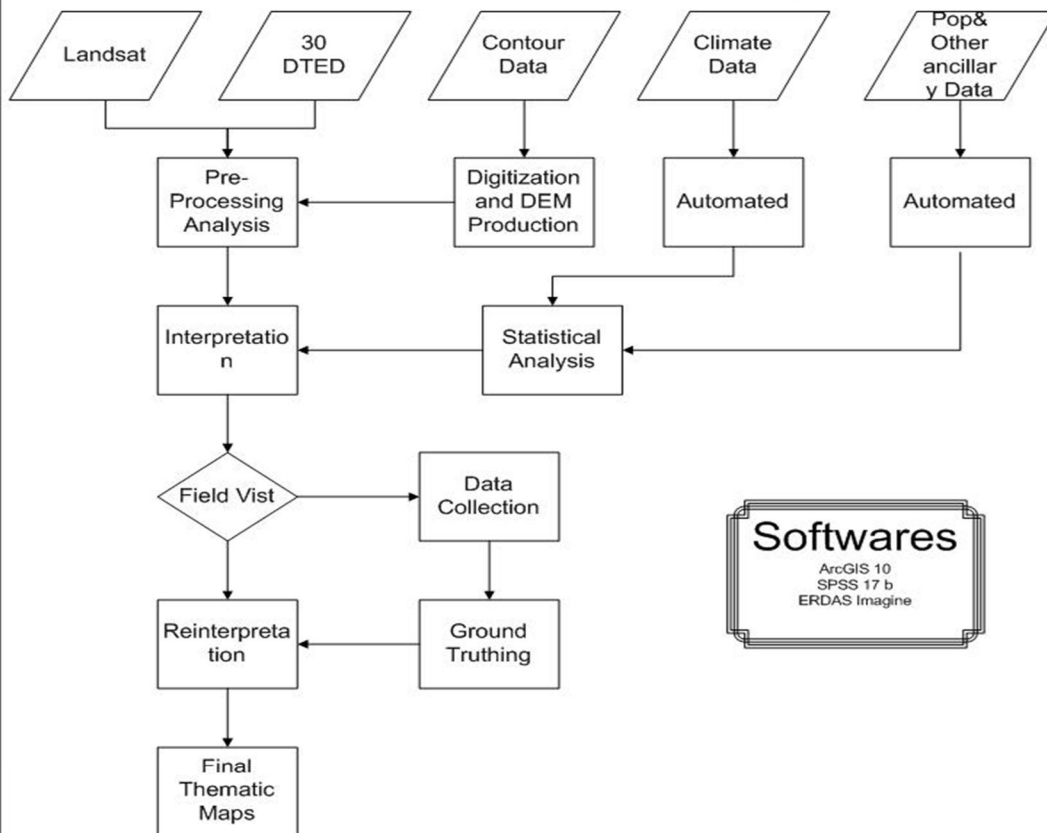 Landsat
30
DTED
Contour
Data
Climate
Data
Pop&
Other
ancillar
y Data
Pre-
Processing
Analysis
Digitization
and DEM
Production
Automated
Automated
Interpretatio
n
Statistical
Analysis
Field Vist
Data
Collection
Softwares
ArcGIS 10
SPSS 17 b
ERDAS Imagine
Reinterpreta
tion
Ground
Truthing
Final
Thematic
Maps